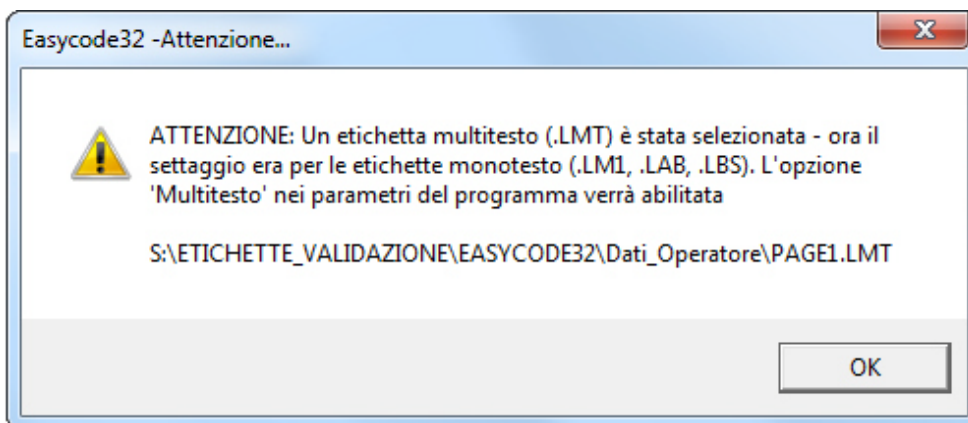 Easycode32 -Attenzione...
ATTENZIONE: Un etichetta multitesto (.LMT) è stata selezionata - ora il
settaggio era per le etichette monotesto (.LM1, .LAB, .LBS). L'opzione
'Multitesto' nei parametri del programma verrà abilitata
S:\ETICHETTE_VALIDAZIONE\EASYCODE32\Dati_Operatore\PAGE1.LMT
OK